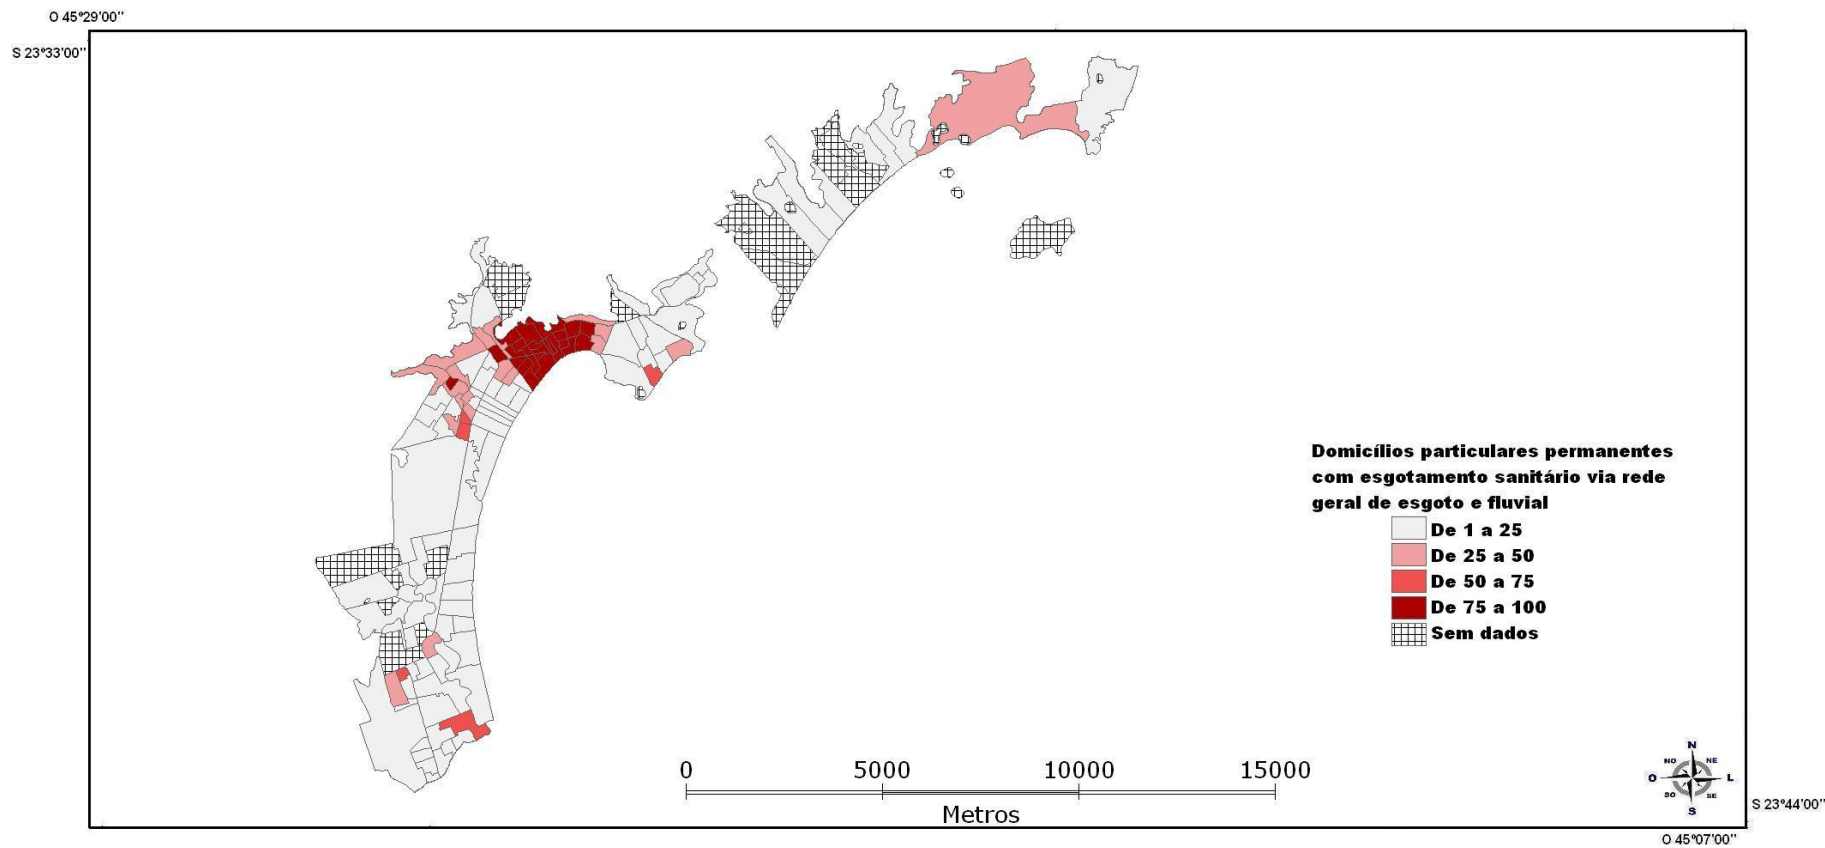 O 45°29'00"
S 23°33'00"
Domicílios particulares permanentes
com esgotamento sanitário via rede
geral de esgoto e fluvial
De 1 a 25
De 25 a 50
De 50 a 75
De 75 a 100
Sem dados
0 5000 10000 15000
Metros
N
NO NE
O L
SO SE
S
S 23°44'00"
O 45°07'00"